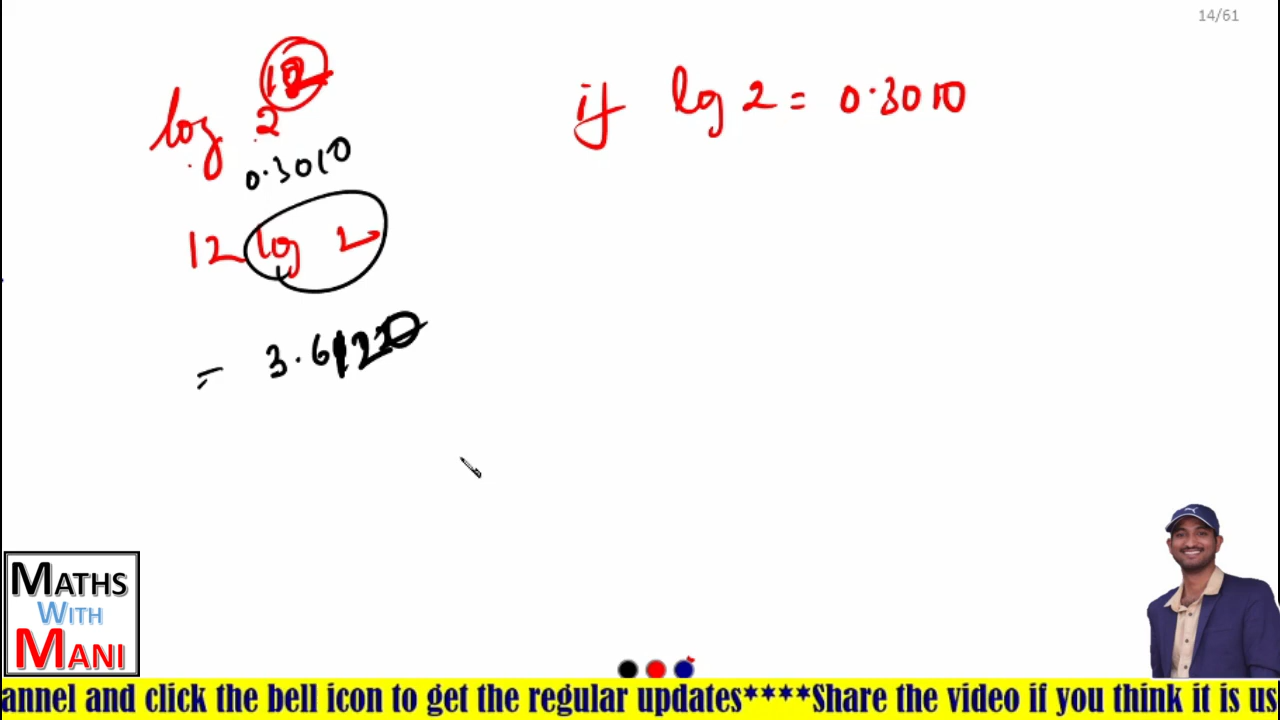 14/61
log 2^12
if log 2 = 0.3010
0.3010
12 log 2
= 3.6120
MATHS
WITH
MANI
annel and click the bell icon to get the regular updates****Share the video if you think it is us